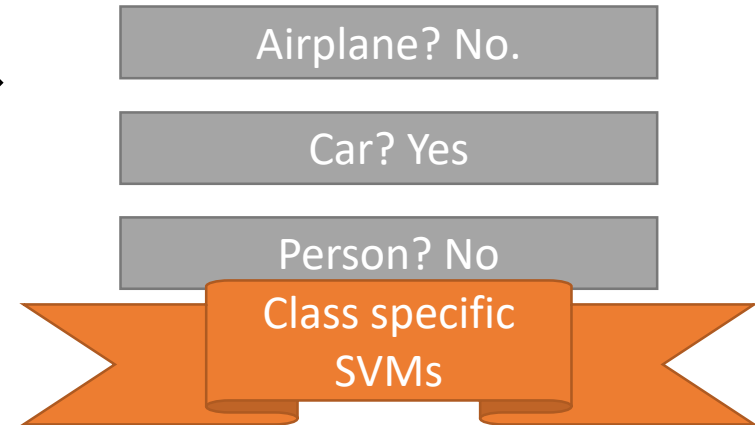 Airplane? No.
Car? Yes
Person? No
Class specific
SVMs